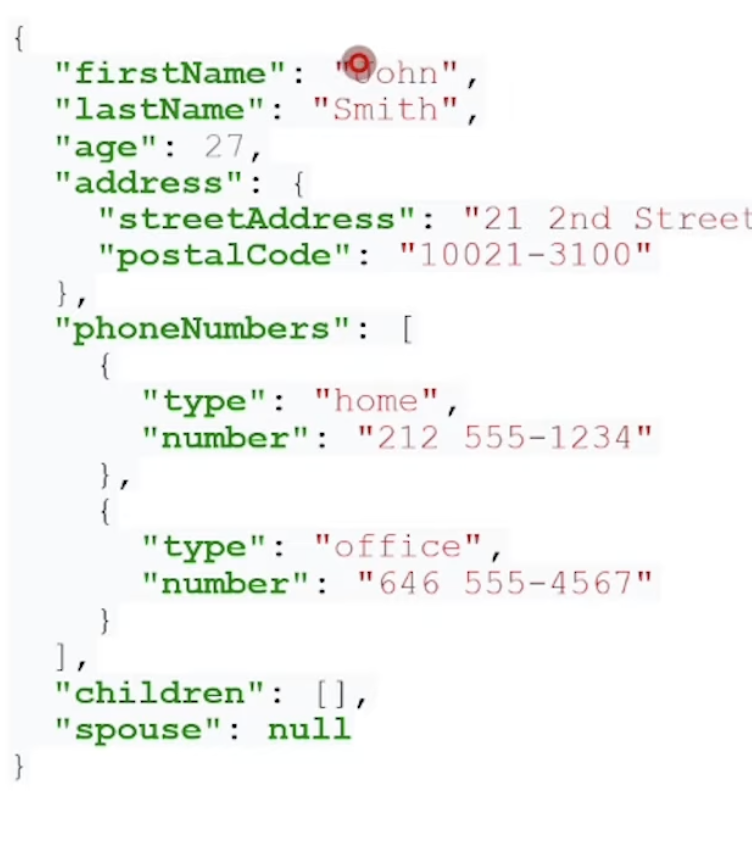 {
"firstName": "John",
"lastName": "Smith",
"age": 27,
"address": {
"streetAddress": "21 2nd Street
"postalCode": "10021-3100"
},
"phoneNumbers": [
{
"type": "home",
"number": "212 555-1234"
},
{
"type": "office",
"number": "646 555-4567"
}
],
"children": [],
"spouse": null
}